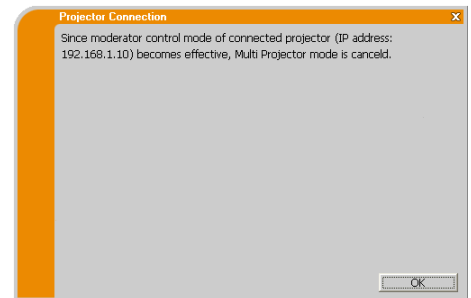 Projector Connection X
Since moderator control mode of connected projector (IP address:
192.168.1.10) becomes effective, Multi Projector mode is canceld.
OK